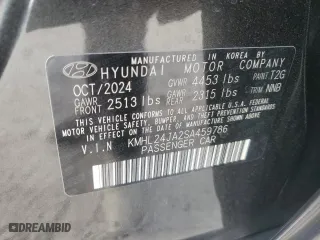 MANUFACTURED IN KOREA BY
HYUNDAI MOTOR COMPANY
OCT/2024 GVWR 4453 lbs PAINT T2G
GAWR FRONT 2513 lbs GAWR REAR 2315 lbs TRIM NNB
THIS VEHICLE CONFORMS TO ALL APPLICABLE
FEDERAL MOTOR VEHICLE SAFETY,
BUMPER, AND THEFT PREVENTION STANDARDS IN
EFFECT ON THE DATE OF MANUFACTURE SHOWN ABOVE.
V.I.N KMHL24JA2SA459786
PASSENGER CAR